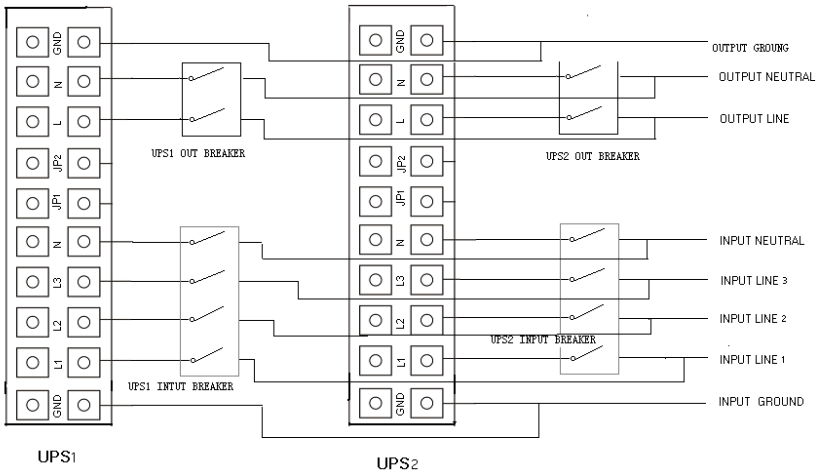 GND
N
L
JP2
JP1
N
L3
L2
L1
GND
UPS1 OUT BREAKER
UPS1 INTUT BREAKER
UPS1
GND
N
L
JP2
JP1
N
L3
L2
L1
GND
UPS2 OUT BREAKER
UPS2 INPUT BREAKER
UPS2
OUTPUT GROUNG
OUTPUT NEUTRAL
OUTPUT LINE
INPUT NEUTRAL
INPUT LINE 3
INPUT LINE 2
INPUT LINE 1
INPUT GROUND